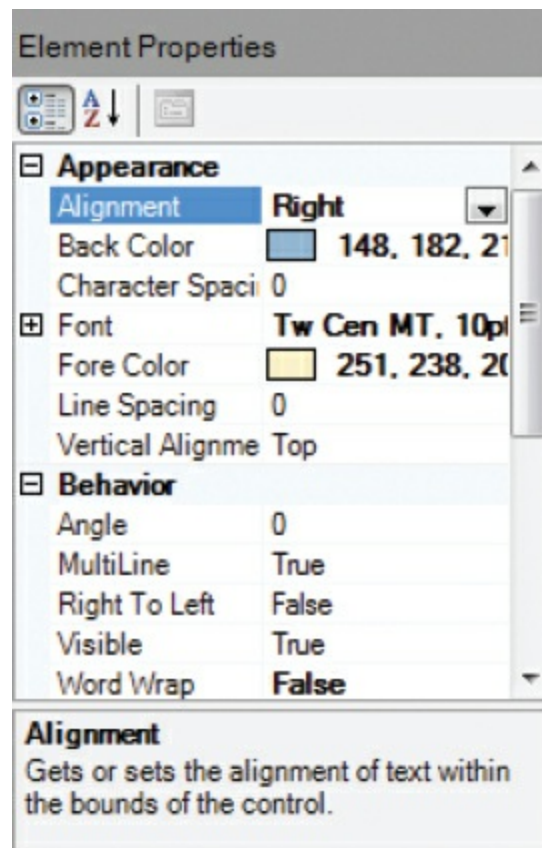 Element Properties
A
Z
Appearance
Alignment Right
Back Color 148, 182, 21
Character Spaci 0
Font Tw Cen MT, 10pt
Fore Color 251, 238, 20
Line Spacing 0
Vertical Alignme Top
Behavior
Angle 0
MultiLine True
Right To Left False
Visible True
Word Wrap False
Alignment
Gets or sets the alignment of text within
the bounds of the control.